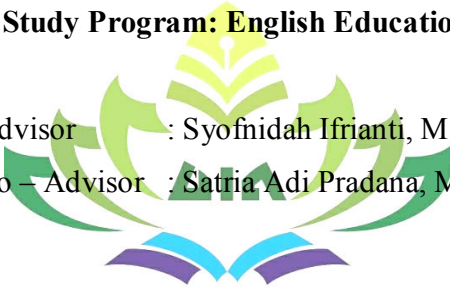 Study Program: English Educatio
dvisor : Syofnidah Ifrianti, M
o – Advisor : Satria Adi Pradana, M